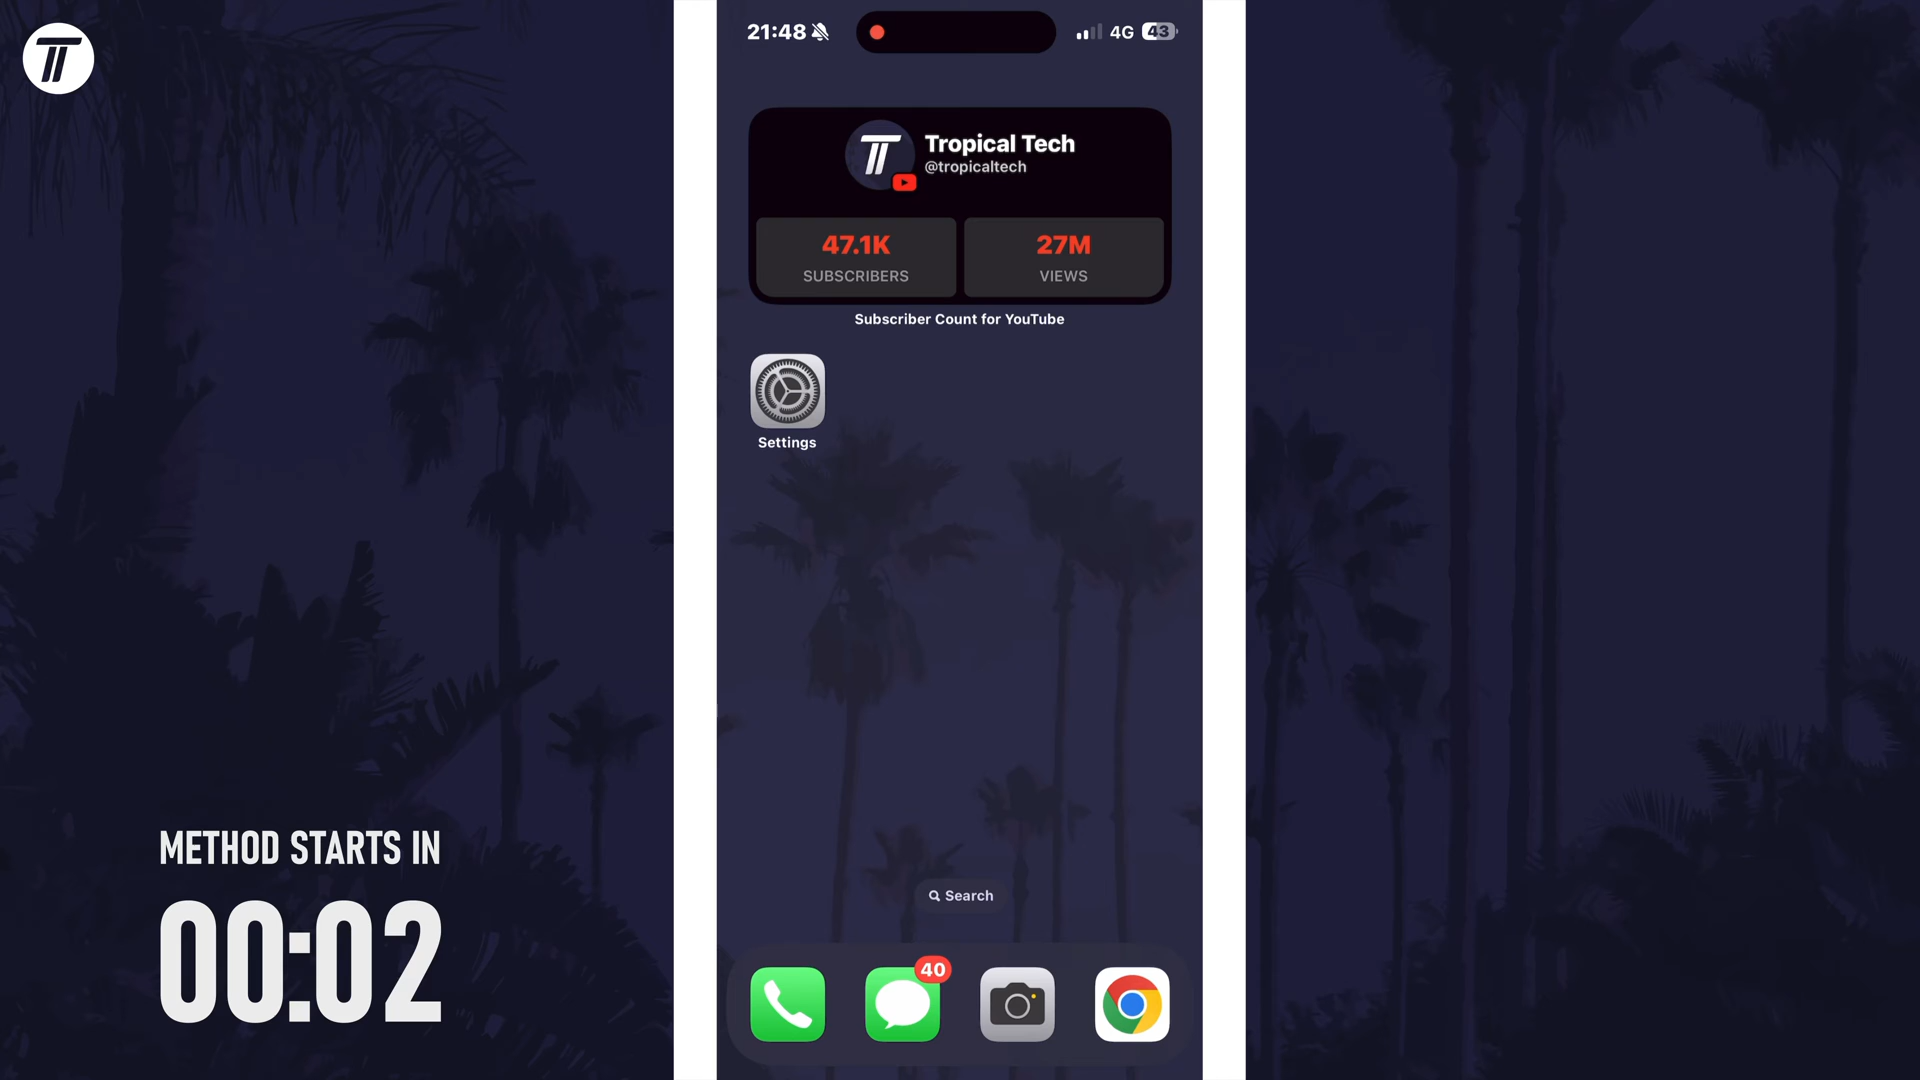 21:48
4G
43
Tropical Tech
@tropicaltech
47.1K
SUBSCRIBERS
27M
VIEWS
Subscriber Count for YouTube
Settings
METHOD STARTS IN
00:02
Search
40